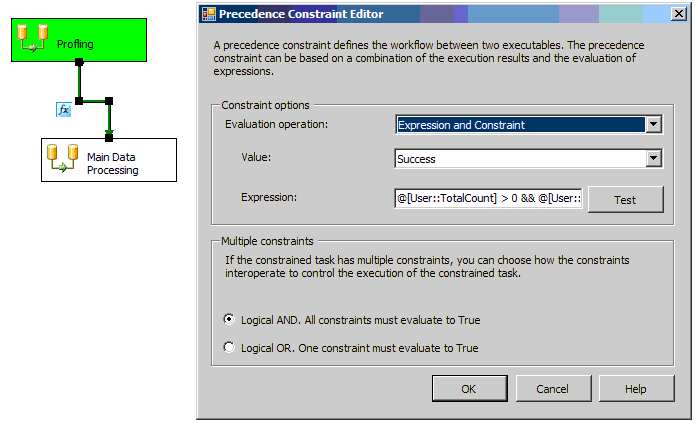 Profling
fx
Main Data
Processing
Precedence Constraint Editor
A precedence constraint defines the workflow between two executables. The precedence
constraint can be based on a combination of the execution results and the evaluation of
expressions.
Constraint options
Evaluation operation:
Expression and Constraint
Value:
Success
Expression:
@[User::TotalCount] > 0 && @[User::
Test
Multiple constraints
If the constrained task has multiple constraints, you can choose how the constraints
interoperate to control the execution of the constrained task.
Logical AND. All constraints must evaluate to True
Logical OR. One constraint must evaluate to True
OK
Cancel
Help